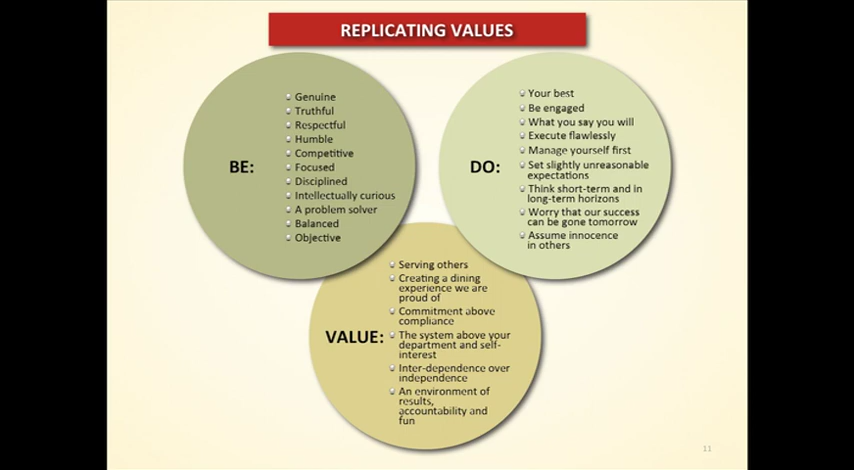 REPLICATING VALUES
BE:
Genuine
Truthful
Respectful
Humble
Competitive
Focused
Disciplined
Intellectually curious
A problem solver
Balanced
Objective
DO:
Your best
Be engaged
What you say you will
Execute flawlessly
Manage yourself first
Set slightly unreasonable
expectations
Think short-term and in
long-term horizons
Worry that our success
can be gone tomorrow
Assume innocence
in others
VALUE:
Serving others
Creating a dining
experience we are
proud of
Commitment above
compliance
The system above your
department and self-
interest
Inter-dependence over
independence
An environment of
results,
accountability and
fun
11